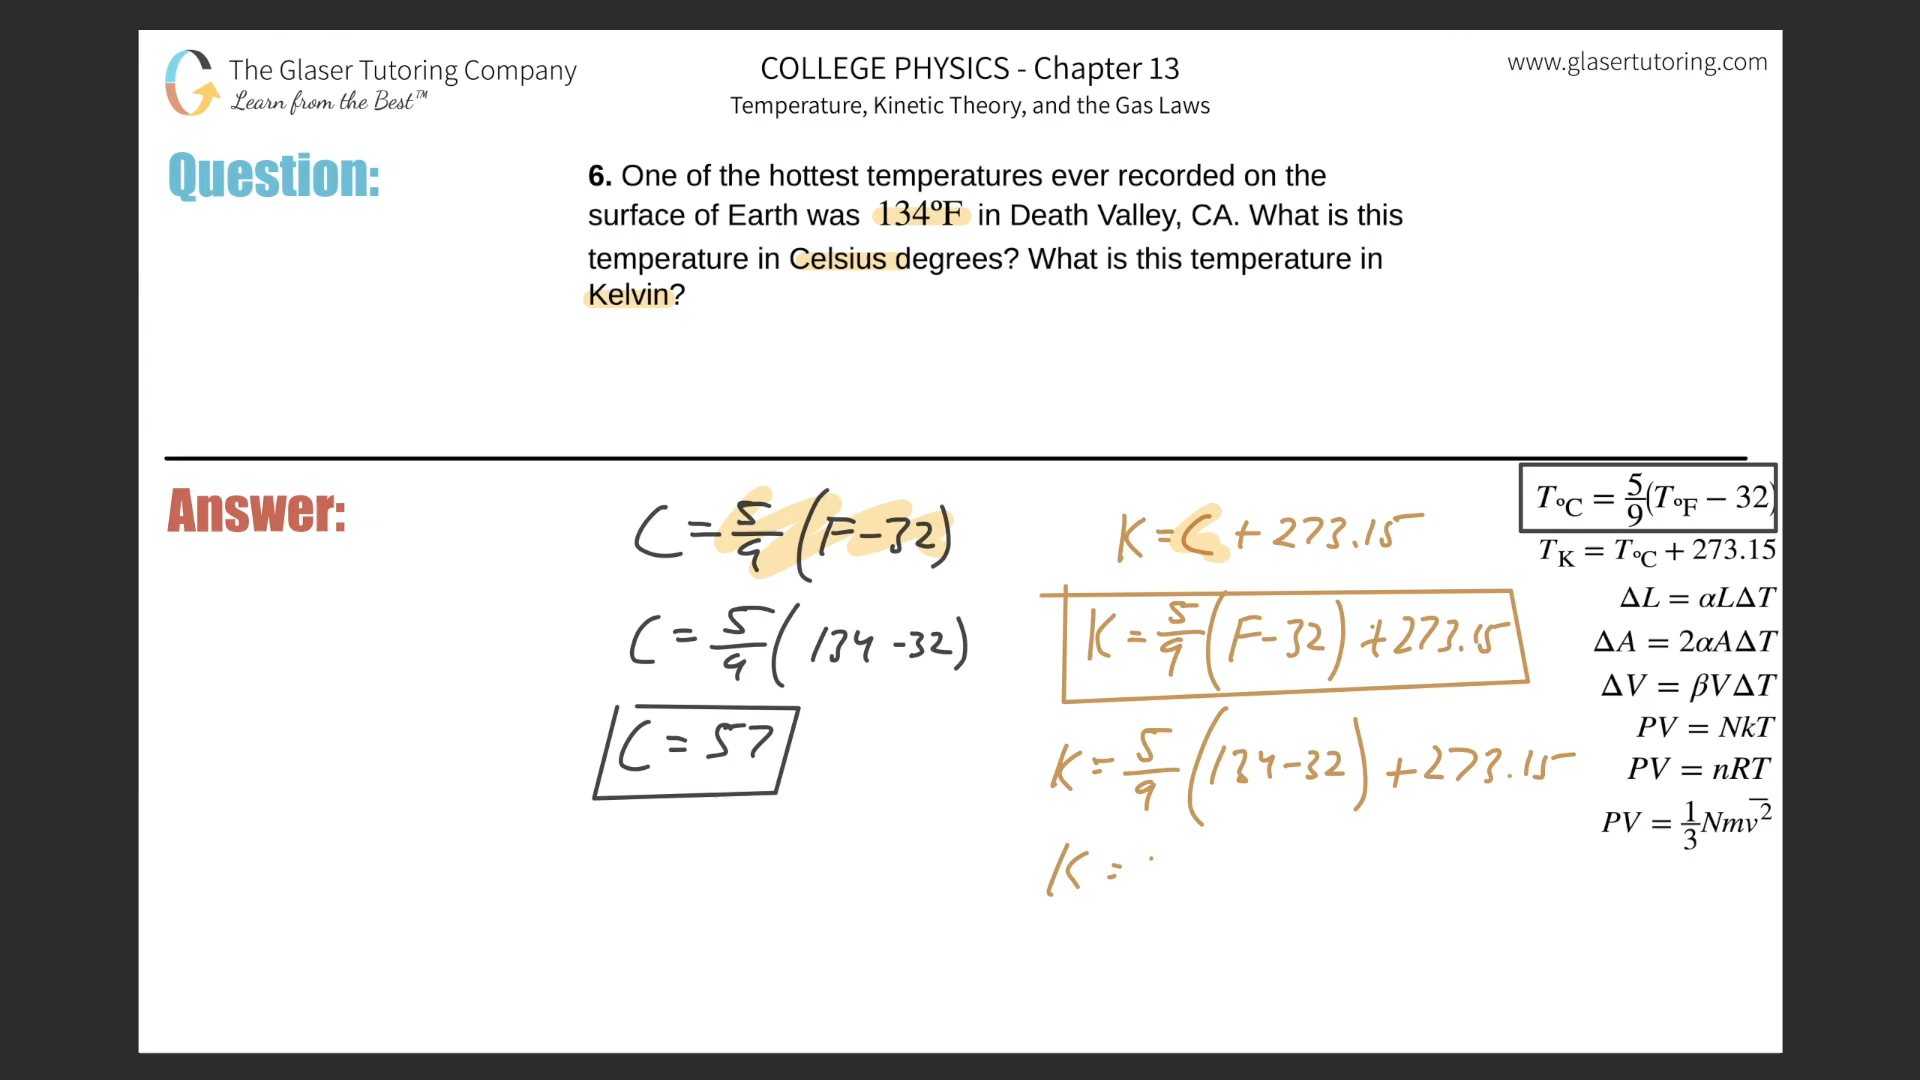 The Glaser Tutoring Company
Learn from the Best™
COLLEGE PHYSICS - Chapter 13
Temperature, Kinetic Theory, and the Gas Laws
www.glasertutoring.com
Question:
6. One of the hottest temperatures ever recorded on the
surface of Earth was 134ºF in Death Valley, CA. What is this
temperature in Celsius degrees? What is this temperature in
Kelvin?
Answer:
C = 5/9 (F - 32)
C = 5/9 (134 - 32)
C = 57
K = C + 273.15
K = 5/9 (F - 32) + 273.15
K = 5/9 (134 - 32) + 273.15
K =
TºC = 5/9(TºF − 32)
TK = TºC + 273.15
ΔL = αLΔT
ΔA = 2αAΔT
ΔV = βVΔT
PV = NkT
PV = nRT
PV = 1/3 Nmv̅²